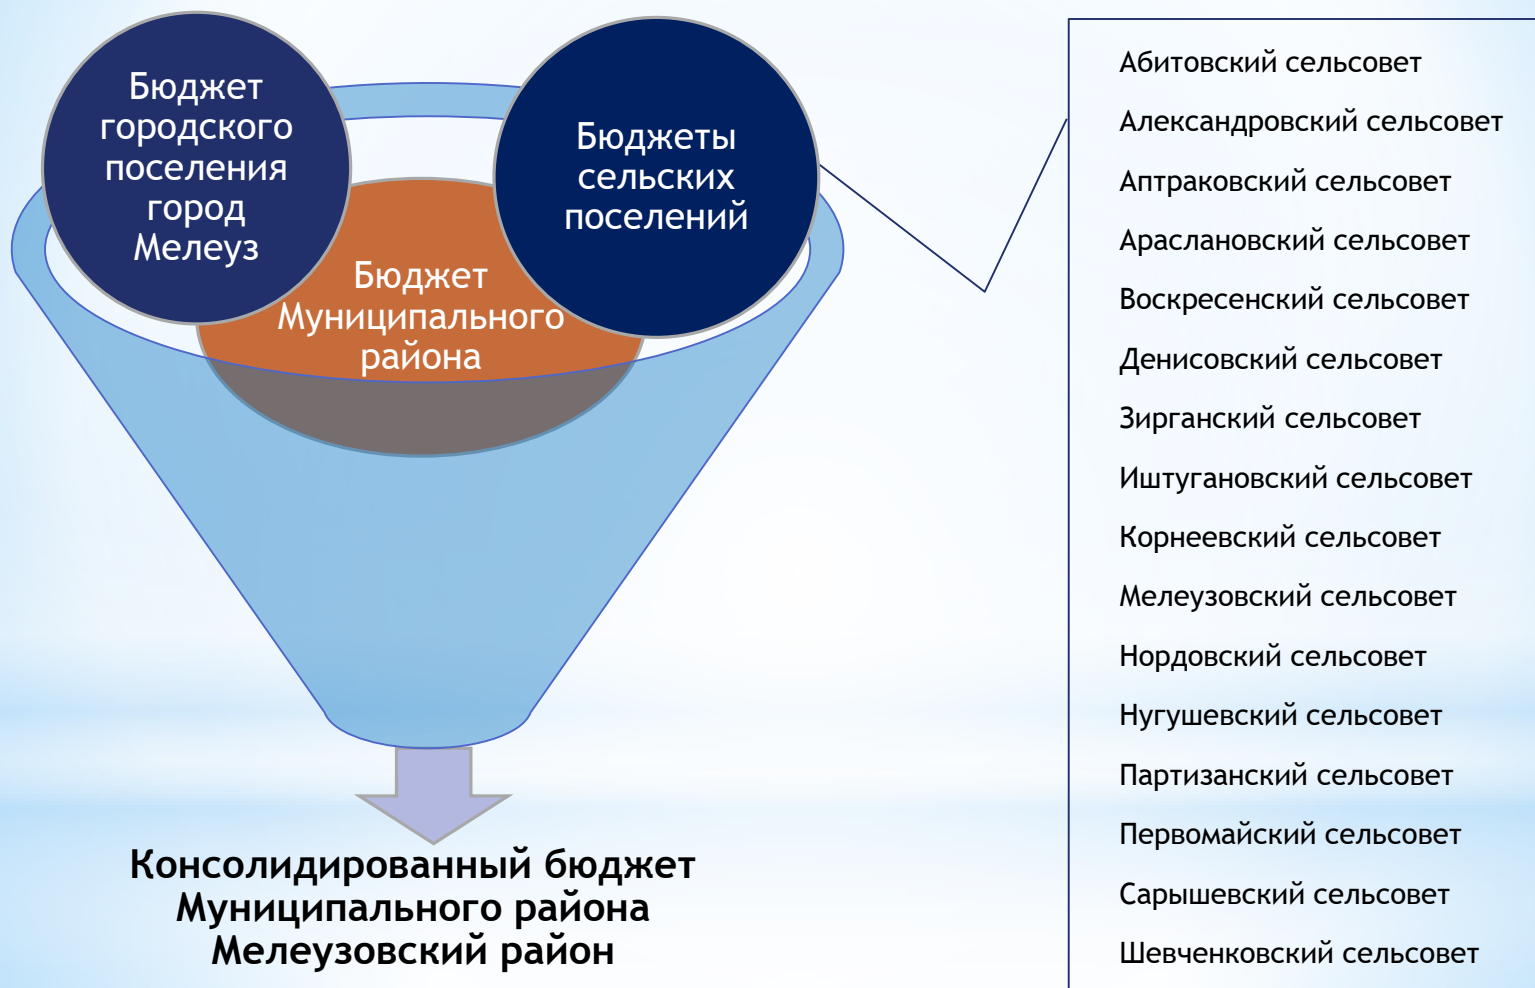 Бюджет
городского
поселения
город
Мелеуз
Бюджеты
сельских
поселений
Бюджет
Муниципального
района
Консолидированный бюджет
Муниципального района
Мелеузовский район
Абитовский сельсовет
Александровский сельсовет
Аптраковский сельсовет
Араслановский сельсовет
Воскресенский сельсовет
Денисовский сельсовет
Зирганский сельсовет
Иштугановский сельсовет
Корнеевский сельсовет
Мелеузовский сельсовет
Нордовский сельсовет
Нугушевский сельсовет
Партизанский сельсовет
Первомайский сельсовет
Сарышевский сельсовет
Шевченковский сельсовет